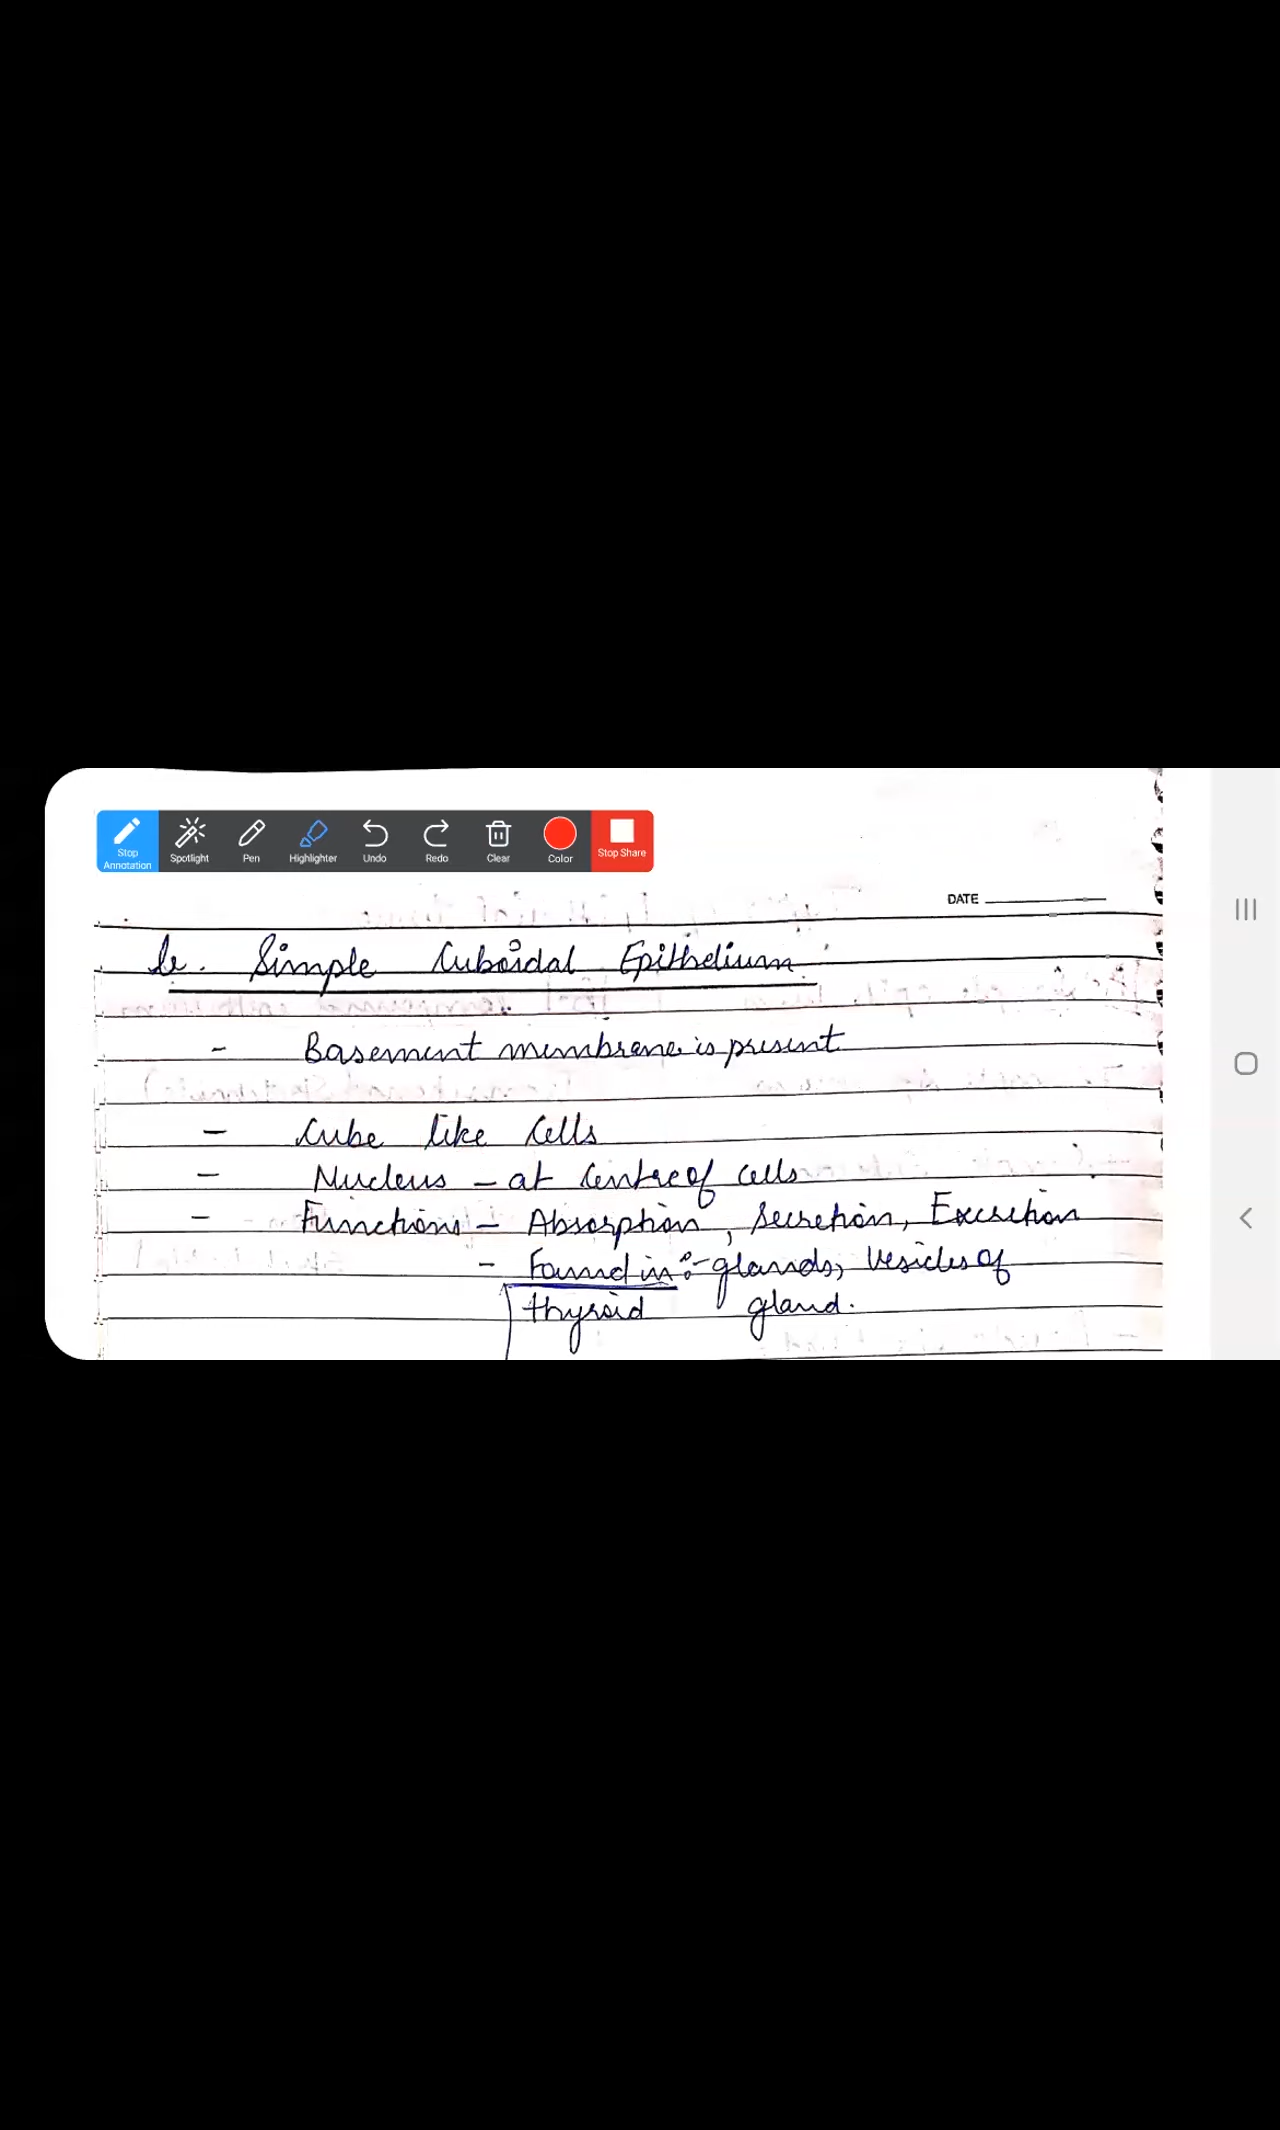 Stop Annotation Spotlight Pen Highlighter Undo Redo Clear Color Stop Share
DATE
b. Simple Cuboidal Epithelium
- Basement membrane is present
- Cube like cells
- Nucleus - at centre of cells
- Functions - Absorption, Secretion, Excretion
- Found in :- glands, Vesicles of
thyroid gland.